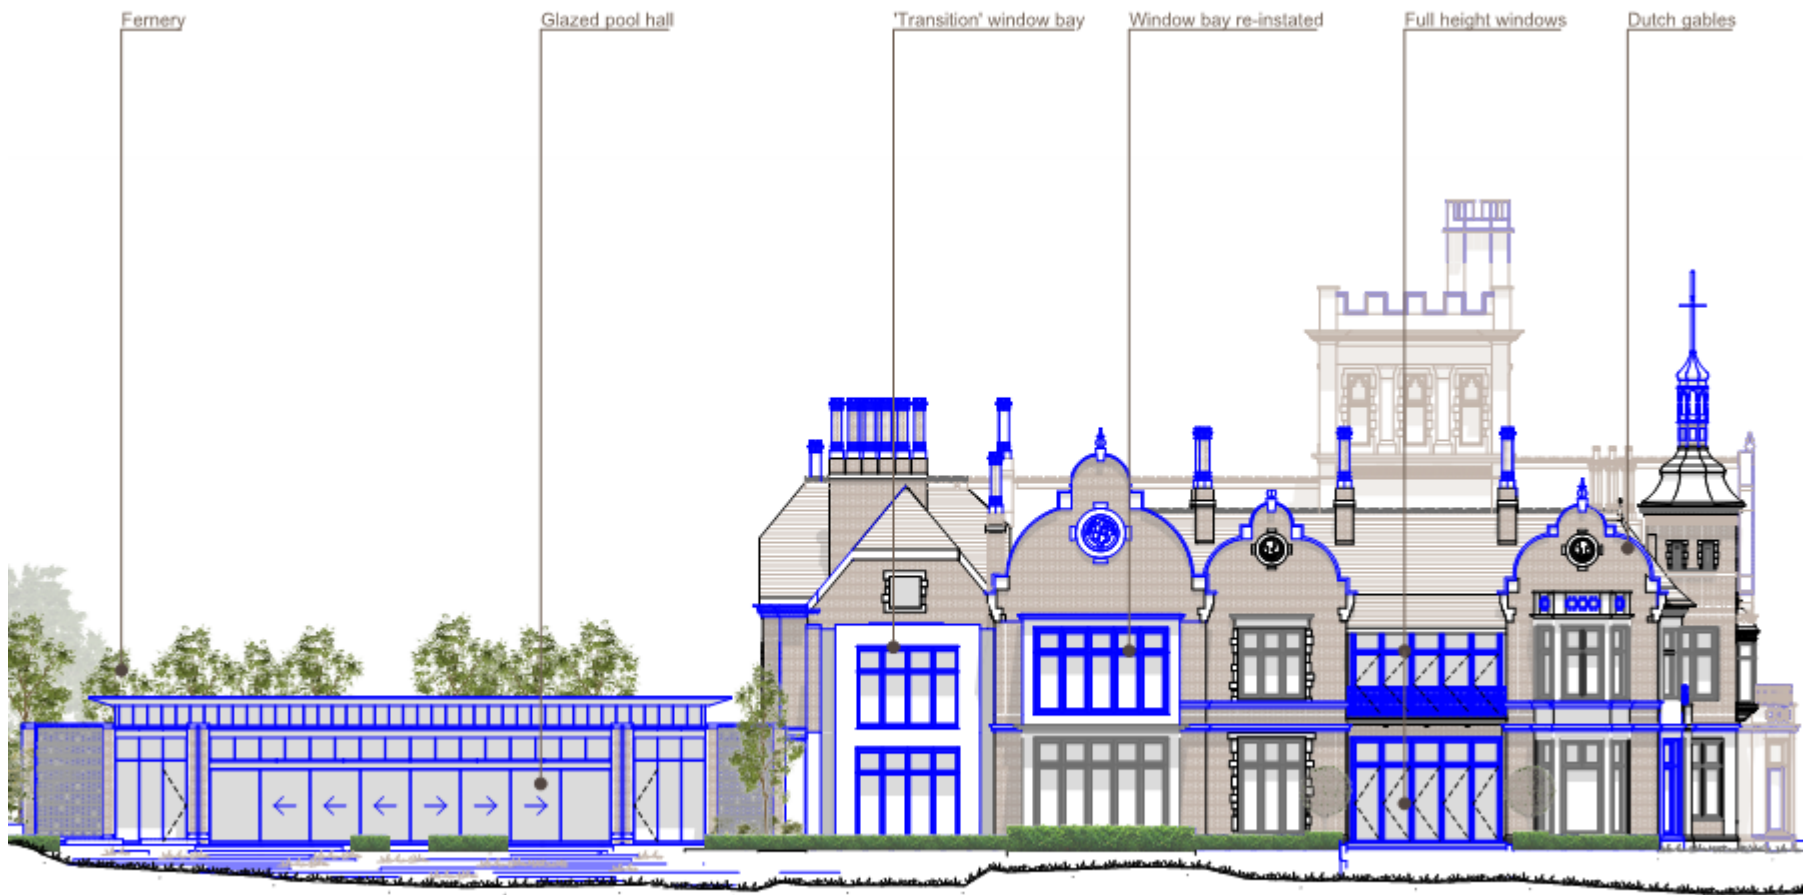 Fernery
Glazed pool hall
'Transition' window bay
Window bay re-instated
Full height windows
Dutch gables